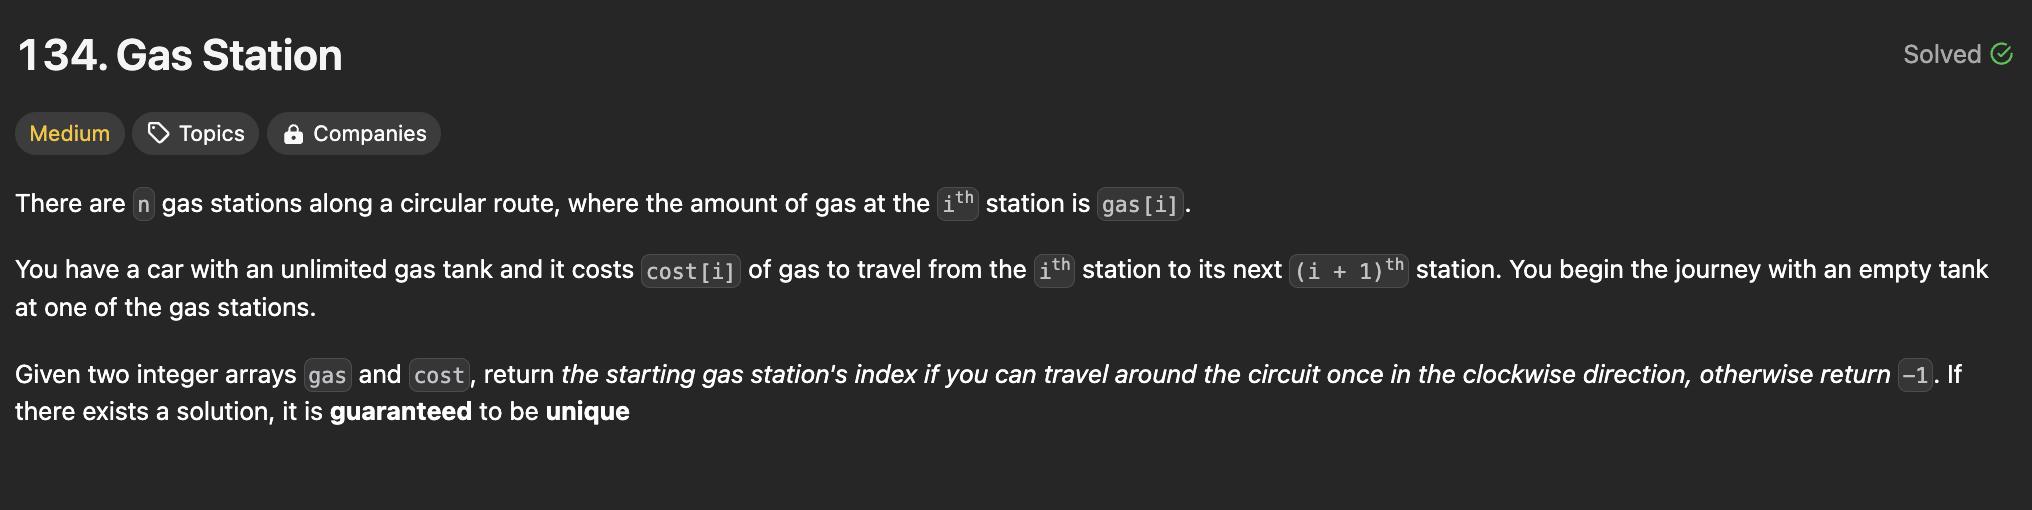 134. Gas Station
Solved
Medium
Topics
Companies
There are n gas stations along a circular route, where the amount of gas at the ith station is gas[i].
You have a car with an unlimited gas tank and it costs cost[i] of gas to travel from the ith station to its next (i + 1)th station. You begin the journey with an empty tank
at one of the gas stations.
Given two integer arrays gas and cost, return the starting gas station's index if you can travel around the circuit once in the clockwise direction, otherwise return -1. If
there exists a solution, it is guaranteed to be unique